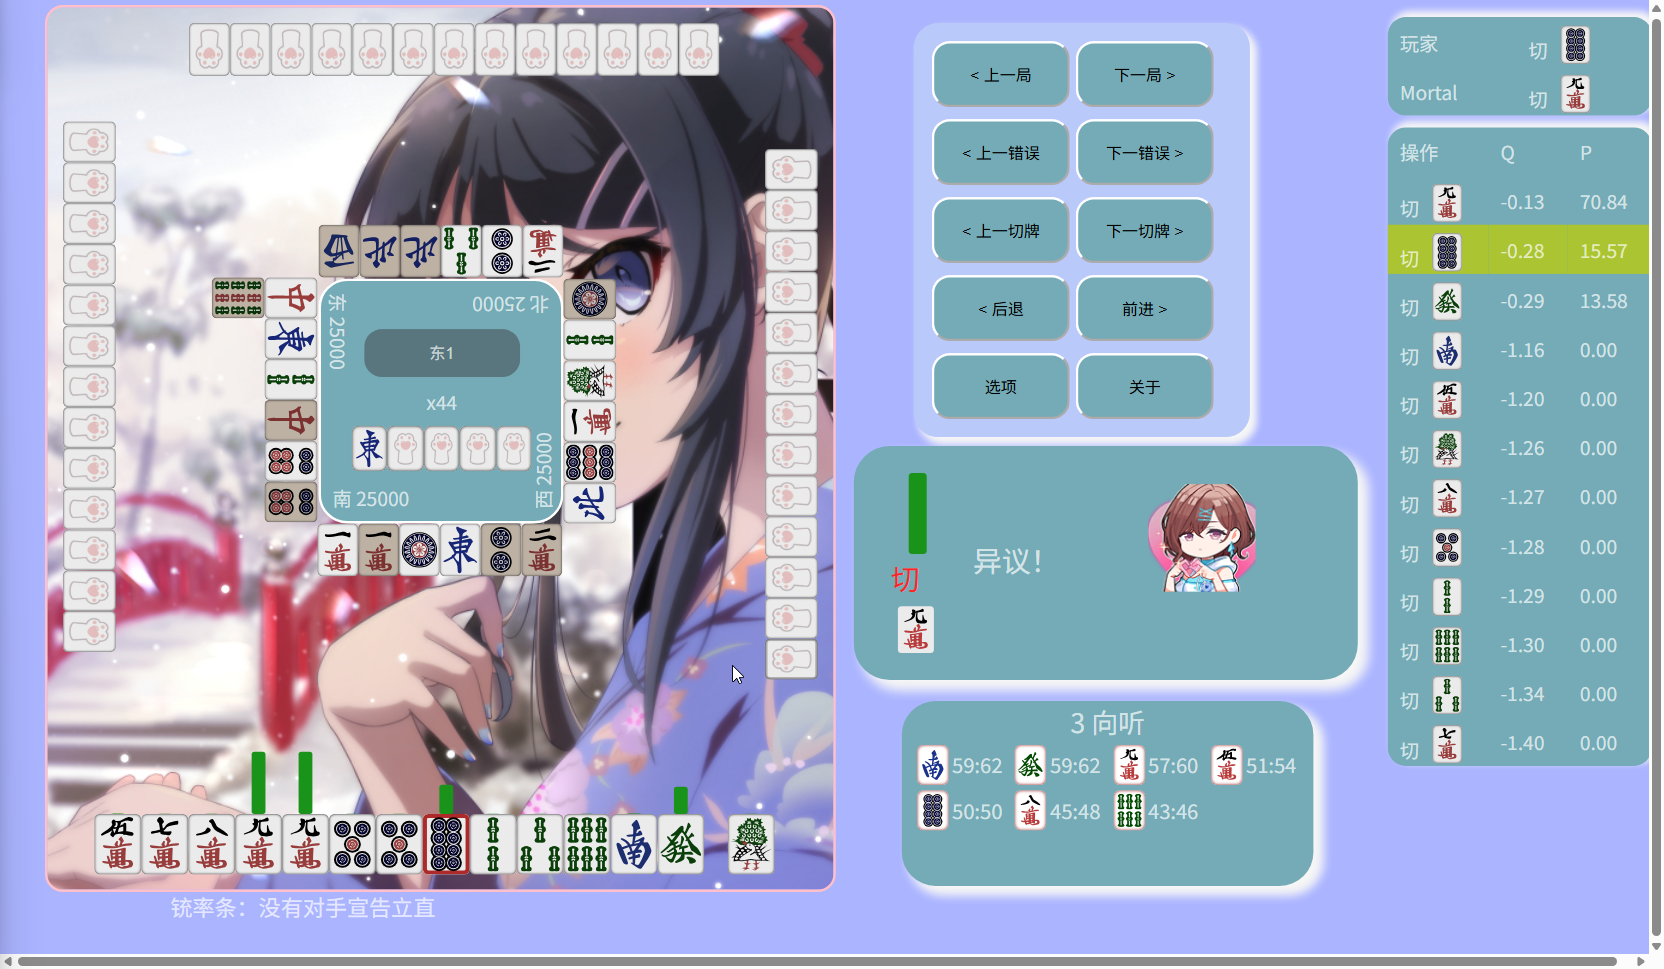 < 上一局
下一局 >
< 上一错误
下一错误 >
< 上一切牌
下一切牌 >
< 后退
前进 >
选项
关于
玩家 切
Mortal 切
操作 Q P
切 -0.13 70.84
切 -0.28 15.57
切 -0.29 13.58
切 -1.16 0.00
切 -1.20 0.00
切 -1.26 0.00
切 -1.27 0.00
切 -1.28 0.00
切 -1.29 0.00
切 -1.30 0.00
切 -1.34 0.00
切 -1.40 0.00
北 25000
东 25000
东1
x44
南 25000
西 25000
异议！
切
3 向听
59:62 59:62 57:60 51:54
50:50 45:48 43:46
铳率条：没有对手宣告立直